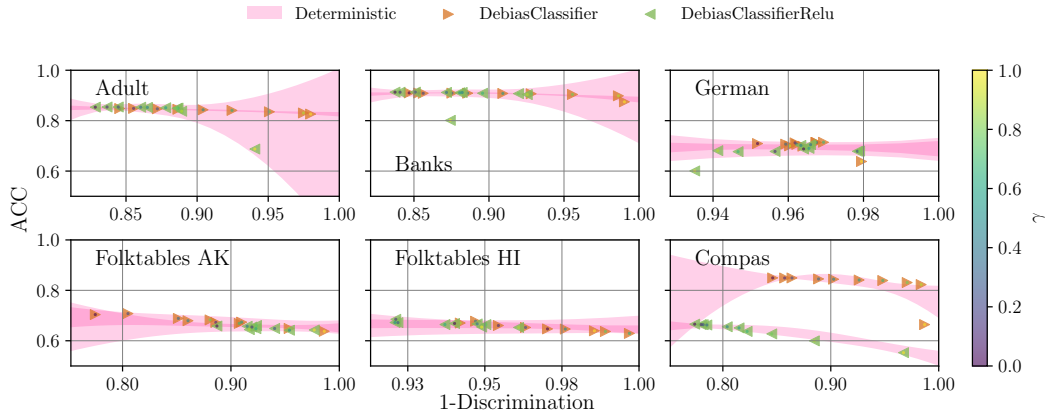 Deterministic DebiasClassifier DebiasClassifierRelu
ACC
1.0
0.8
0.6
Adult
0.85 0.90 0.95 1.00
Banks
0.85 0.90 0.95 1.00
German
0.94 0.96 0.98 1.00
1.0
0.8
0.6
Folktables AK
0.80 0.90 1.00
Folktables HI
0.93 0.95 0.98 1.00
Compas
0.80 0.90 1.00
1-Discrimination
1.0
0.8
0.6
0.4
0.2
0.0
γ